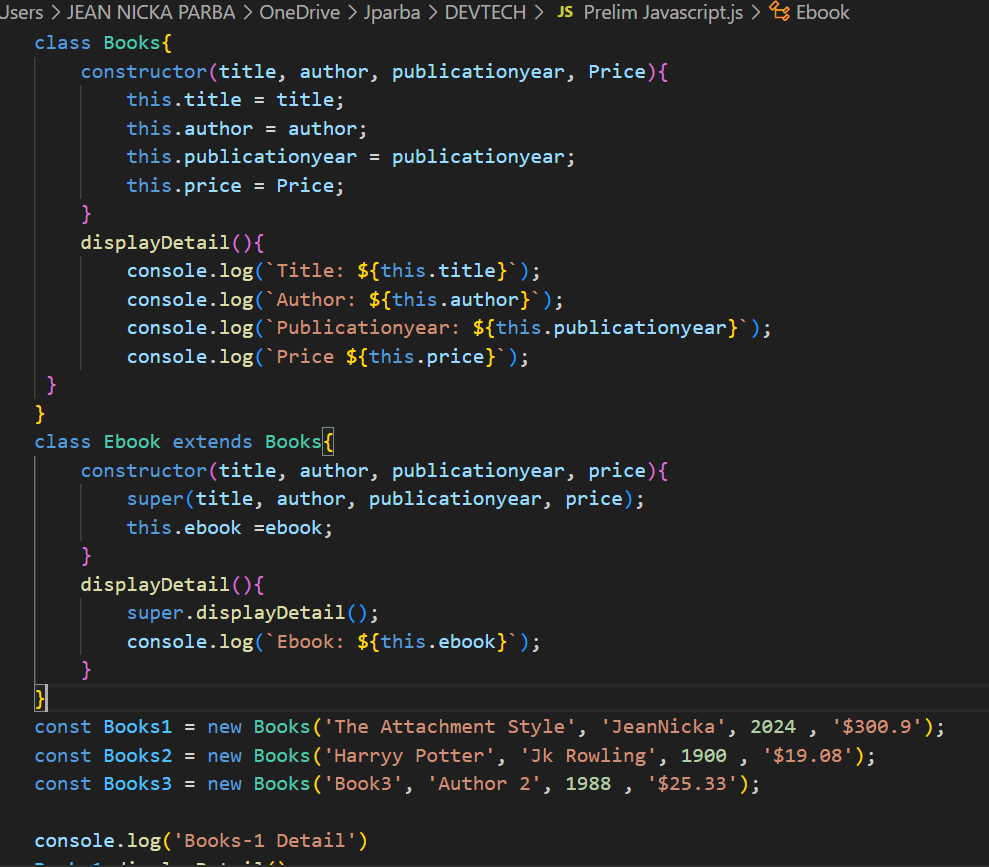 Users > JEAN NICKA PARBA > OneDrive > Jparba > DEVTECH > JS Prelim Javascript.js > Ebook
class Books{
    constructor(title, author, publicationyear, Price){
        this.title = title;
        this.author = author;
        this.publicationyear = publicationyear;
        this.price = Price;
    }
    displayDetail(){
        console.log(`Title: ${this.title}`);
        console.log(`Author: ${this.author}`);
        console.log(`Publicationyear: ${this.publicationyear}`);
        console.log(`Price ${this.price}`);
 }
}
class Ebook extends Books{
    constructor(title, author, publicationyear, price){
        super(title, author, publicationyear, price);
        this.ebook =ebook;
    }
    displayDetail(){
        super.displayDetail();
        console.log(`Ebook: ${this.ebook}`);
    }
}
const Books1 = new Books('The Attachment Style', 'JeanNicka', 2024 , '$300.9');
const Books2 = new Books('Harryy Potter', 'Jk Rowling', 1900 , '$19.08');
const Books3 = new Books('Book3', 'Author 2', 1988 , '$25.33');
console.log('Books-1 Detail')